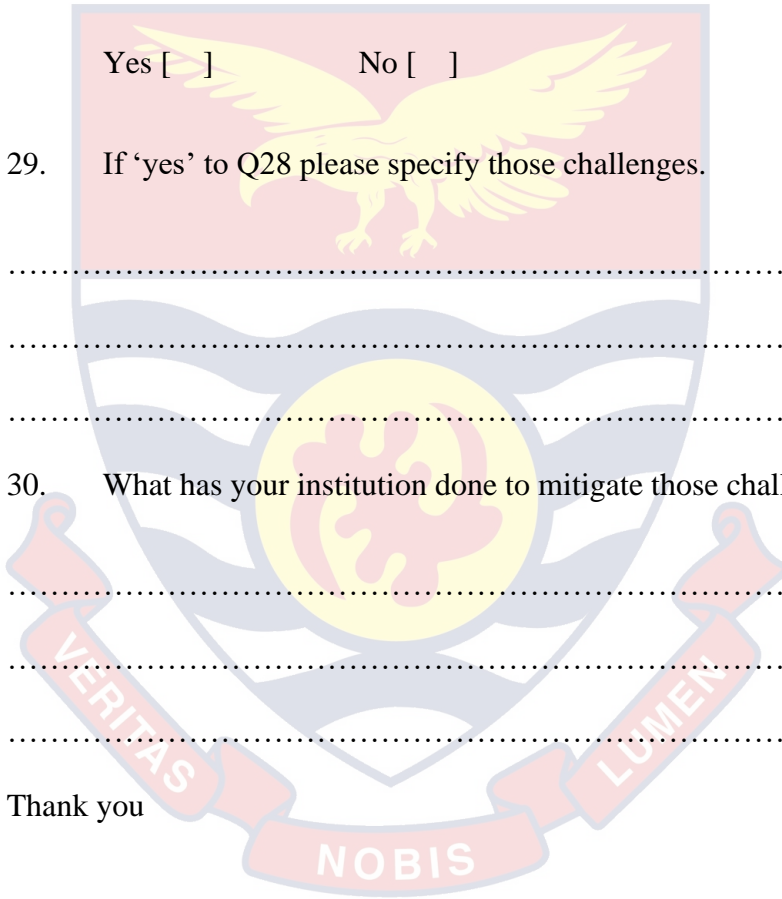 Yes [ ] No [ ]
29. If ‘yes’ to Q28 please specify those challenges.
……………………………………………………………………………
……………………………………………………………………………
……………………………………………………………………………
30. What has your institution done to mitigate those chal
……………………………………………………………………………
……………………………………………………………………………
……………………………………………………………………………
Thank you
VERITAS
NOBIS
LUMEN